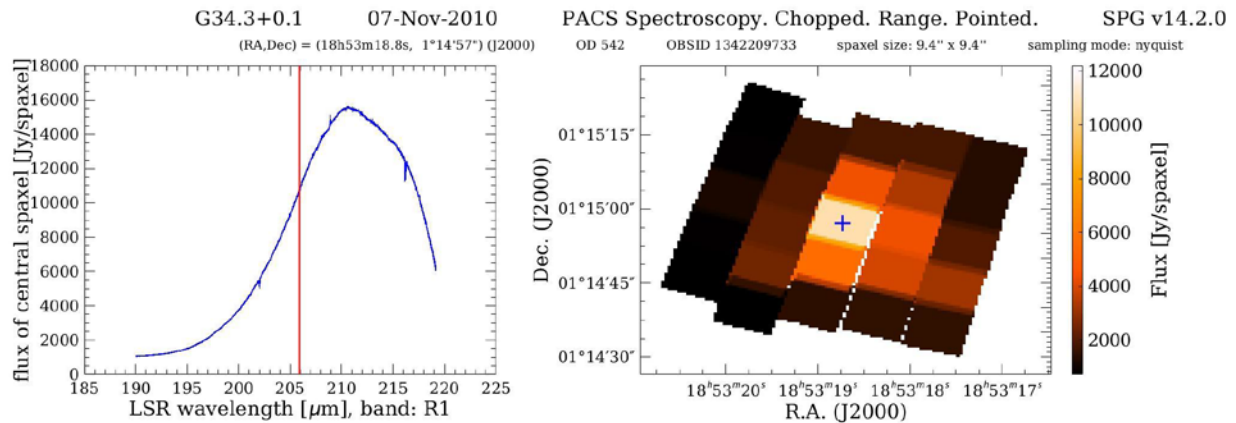 G34.3+0.1 07-Nov-2010 PACS Spectroscopy. Chopped. Range. Pointed. SPG v14.2.0
(RA,Dec) = (18h53m18.8s, 1°14'57") (J2000) OD 542 OBSID 1342209733 spaxel size: 9.4" x 9.4" sampling mode: nyquist
flux of central spaxel [Jy/spaxel]
18000
16000
14000
12000
10000
8000
6000
4000
2000
0
185 190 195 200 205 210 215 220 225
LSR wavelength [μm], band: R1
Dec. (J2000)
01°15′15″
01°15′00″
01°14′45″
01°14′30″
18ʰ53ᵐ20ˢ 18ʰ53ᵐ19ˢ 18ʰ53ᵐ18ˢ 18ʰ53ᵐ17ˢ
R.A. (J2000)
12000
10000
8000
6000
4000
2000
Flux [Jy/spaxel]